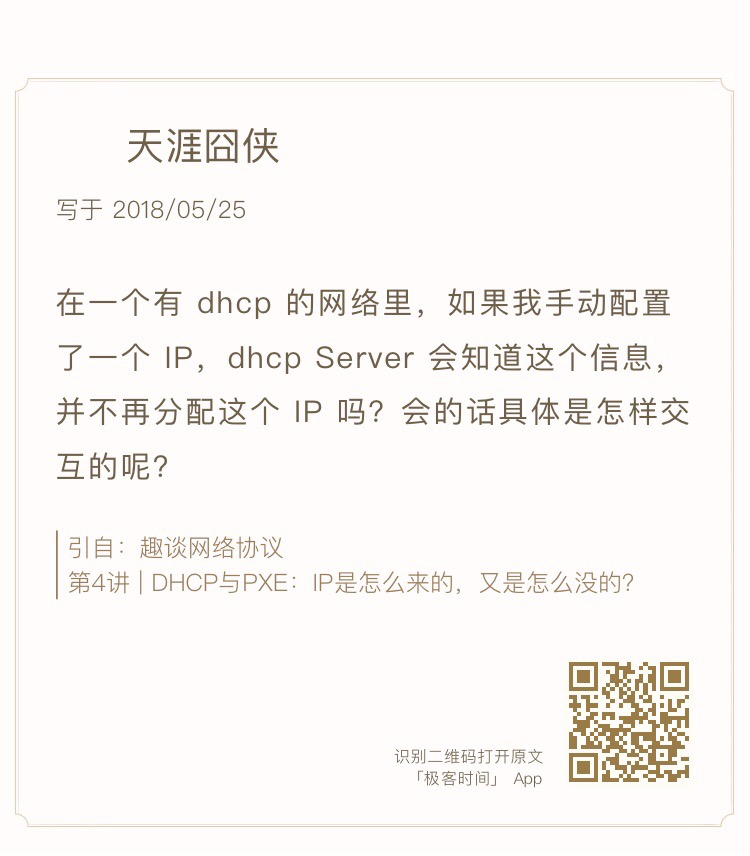 天涯囧侠
写于 2018/05/25
在一个有 dhcp 的网络里，如果我手动配置
了一个 IP，dhcp Server 会知道这个信息，
并不再分配这个 IP 吗？会的话具体是怎样交
互的呢？
引自：趣谈网络协议
第4讲 | DHCP与PXE：IP是怎么来的，又是怎么没的？
识别二维码打开原文
「极客时间」 App